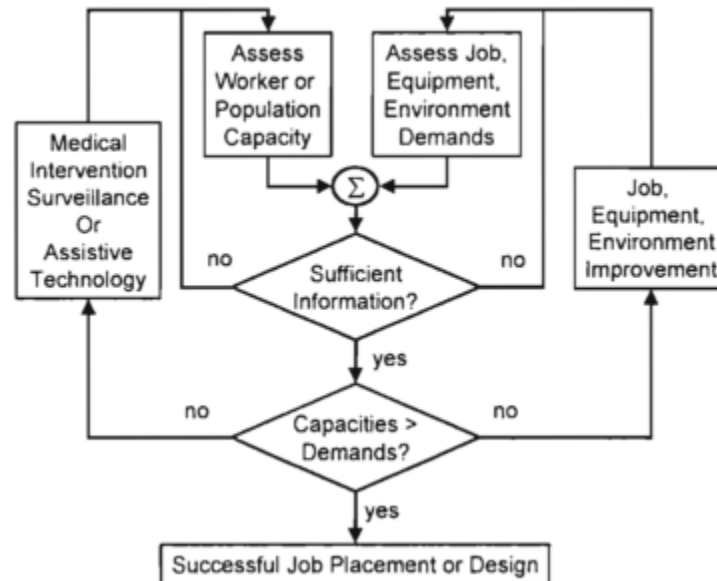 Assess
Worker or
Population
Capacity
Assess Job,
Equipment,
Environment
Demands
Medical
Intervention
Surveillance
Or
Assistive
Technology
Σ
Job,
Equipment,
Environment
Improvement
no
Sufficient
Information?
no
yes
no
Capacities >
Demands?
no
yes
Successful Job Placement or Design